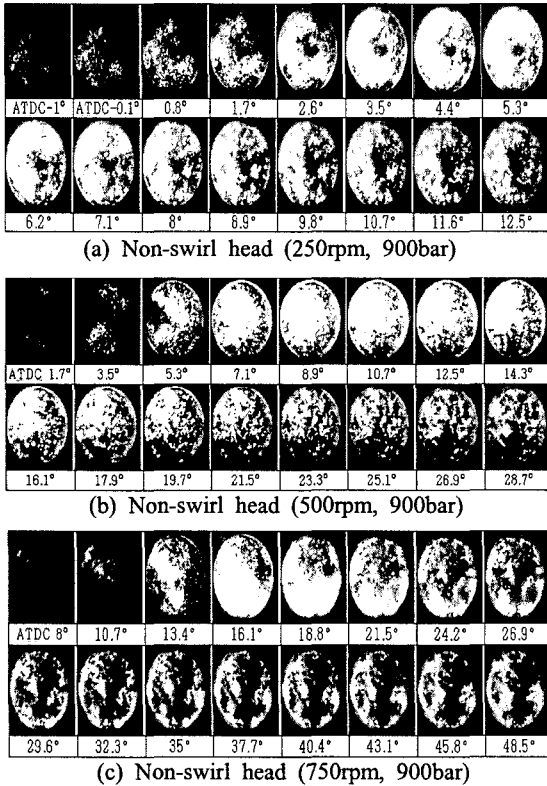 ATDC-1° ATDC-0.1° 0.8° 1.7° 2.6° 3.5° 4.4° 5.3°
6.2° 7.1° 8° 8.9° 9.8° 10.7° 11.6° 12.5°
(a) Non-swirl head (250rpm, 900bar)
ATDC 1.7° 3.5° 5.3° 7.1° 8.9° 10.7° 12.5° 14.3°
16.1° 17.9° 19.7° 21.5° 23.3° 25.1° 26.9° 28.7°
(b) Non-swirl head (500rpm, 900bar)
ATDC 8° 10.7° 13.4° 16.1° 18.8° 21.5° 24.2° 26.9°
29.6° 32.3° 35° 37.7° 40.4° 43.1° 45.8° 48.5°
(c) Non-swirl head (750rpm, 900bar)